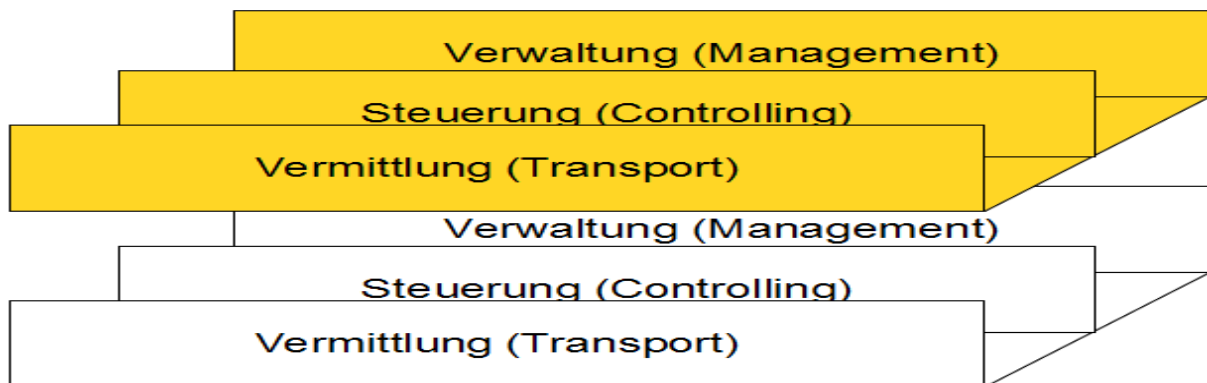 Verwaltung (Management)
Steuerung (Controlling)
Vermittlung (Transport)
Verwaltung (Management)
Steuerung (Controlling)
Vermittlung (Transport)